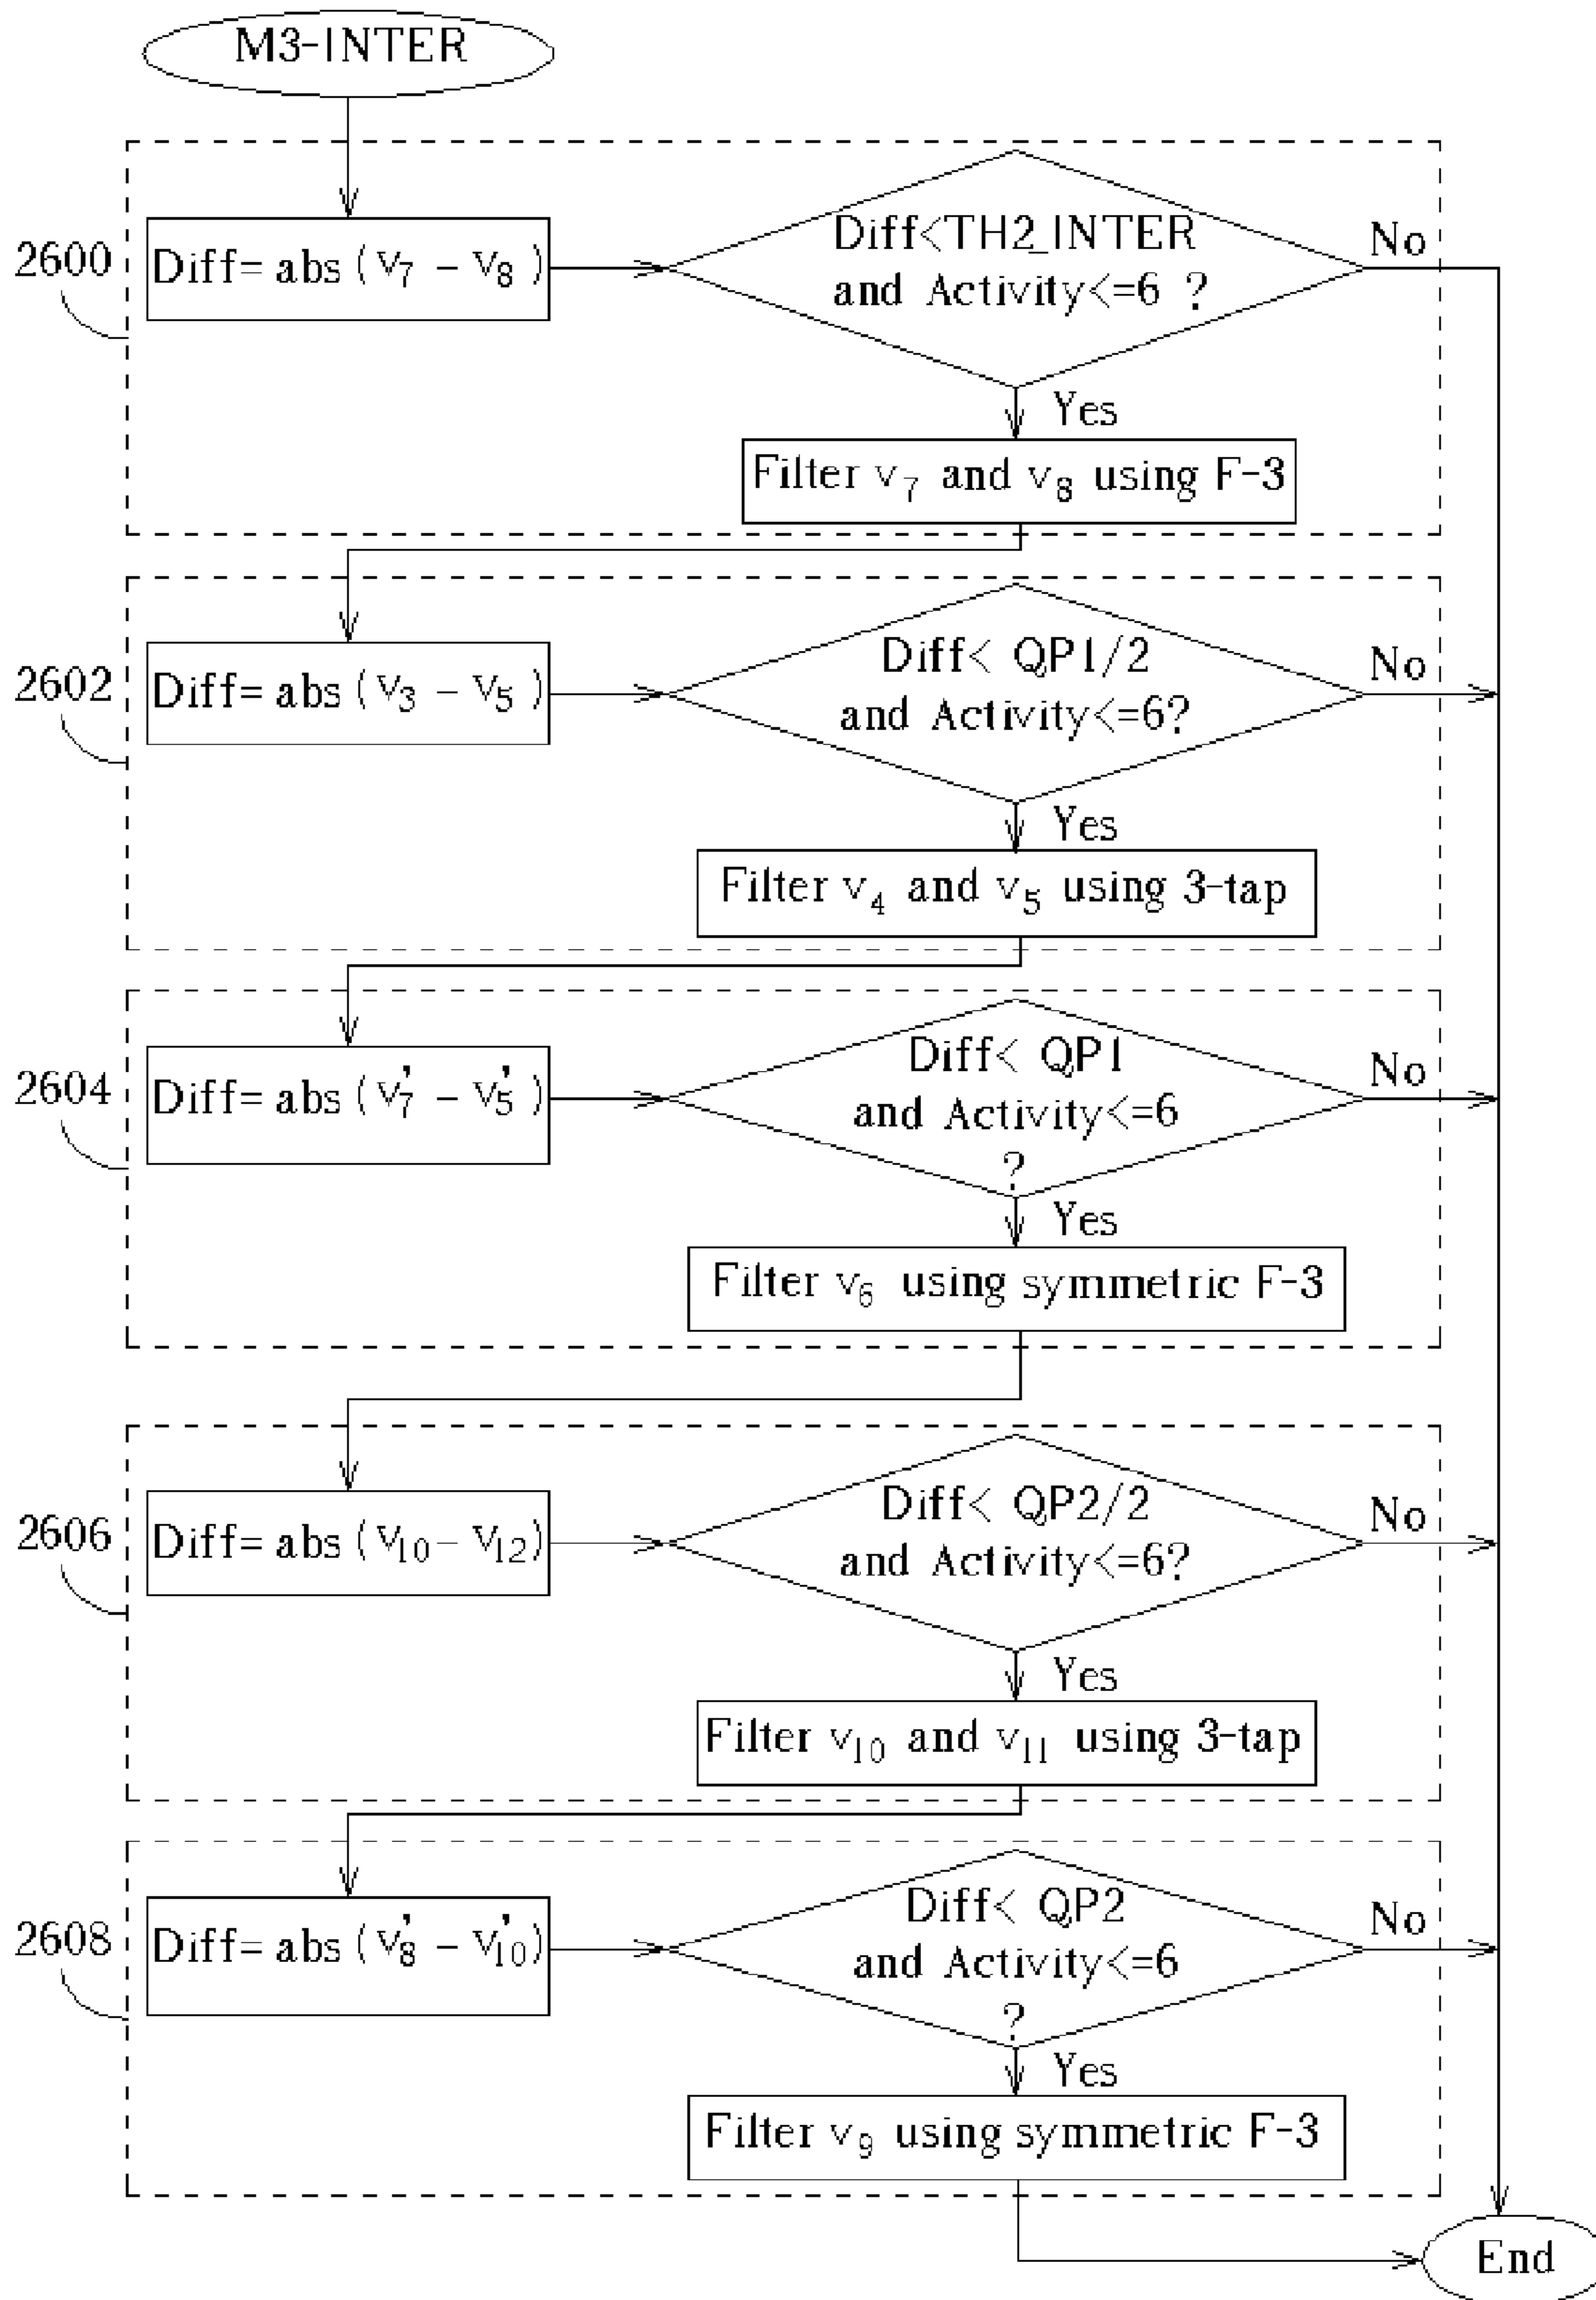 M3-INTER
2600
Diff= abs ( v7 - v8 )
Diff<TH2_INTER
and Activity<=6 ?
No
Yes
Filter v7 and v8 using F-3
2602
Diff= abs ( v3 - v5 )
Diff< QP1/2
and Activity<=6?
No
Yes
Filter v4 and v5 using 3-tap
2604
Diff= abs ( v7' - v5' )
Diff< QP1
and Activity<=6
?
No
Yes
Filter v6 using symmetric F-3
2606
Diff= abs ( v10 - v12 )
Diff< QP2/2
and Activity<=6?
No
Yes
Filter v10 and v11 using 3-tap
2608
Diff= abs ( v8' - v10' )
Diff< QP2
and Activity<=6
?
No
Yes
Filter v9 using symmetric F-3
End